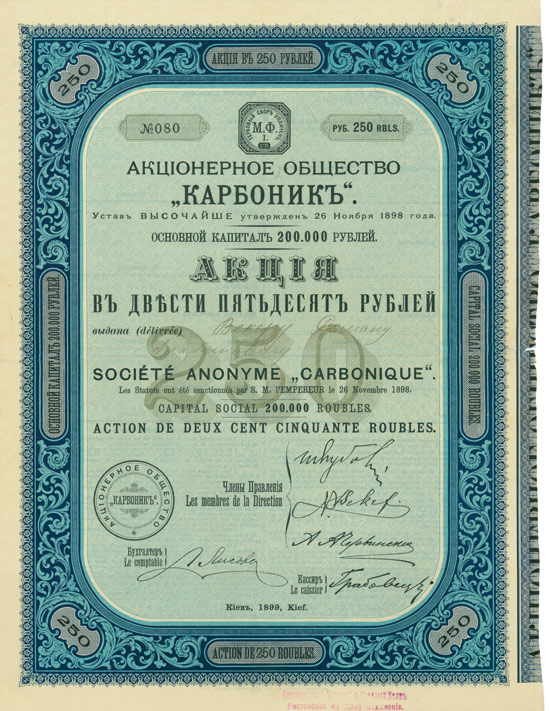 АКЦІЯ ВЪ 250 РУБЛЕЙ.
250
250
№080
М.Ф.
I.
РУБ. 250 RBLS.
АКЦІОНЕРНОЕ ОБЩЕСТВО
„КАРБОНИКЪ“.
Уставъ ВЫСОЧАЙШЕ утвержденъ 26 Ноября 1898 года.
ОСНОВНОЙ КАПИТАЛЪ 200.000 РУБЛЕЙ.
АКЦІЯ
ВЪ ДВѢСТИ ПЯТЬДЕСЯТЪ РУБЛЕЙ
выдана (délivrée)
250
SOCIÉTÉ ANONYME „CARBONIQUE“.
Les Statuts ont été sanctionnés par S. M. l'EMPEREUR le 26 Novembre 1898.
CAPITAL SOCIAL 200.000 ROUBLES.
ACTION DE DEUX CENT CINQUANTE ROUBLES.
ОСНОВНОЙ КАПИТАЛЪ 200.000 РУБЛЕЙ.
CAPITAL SOCIAL 200.000 ROUBLES.
АКЦІОНЕРНОЕ ОБЩЕСТВО
„КАРБОНИКЪ“.
Члены Правленія
Les membres de la Direction
Бухгалтеръ
Le comptable
Кассиръ
Le caissier
Кіевъ, 1899, Kief.
250
250
ACTION DE 250 ROUBLES.